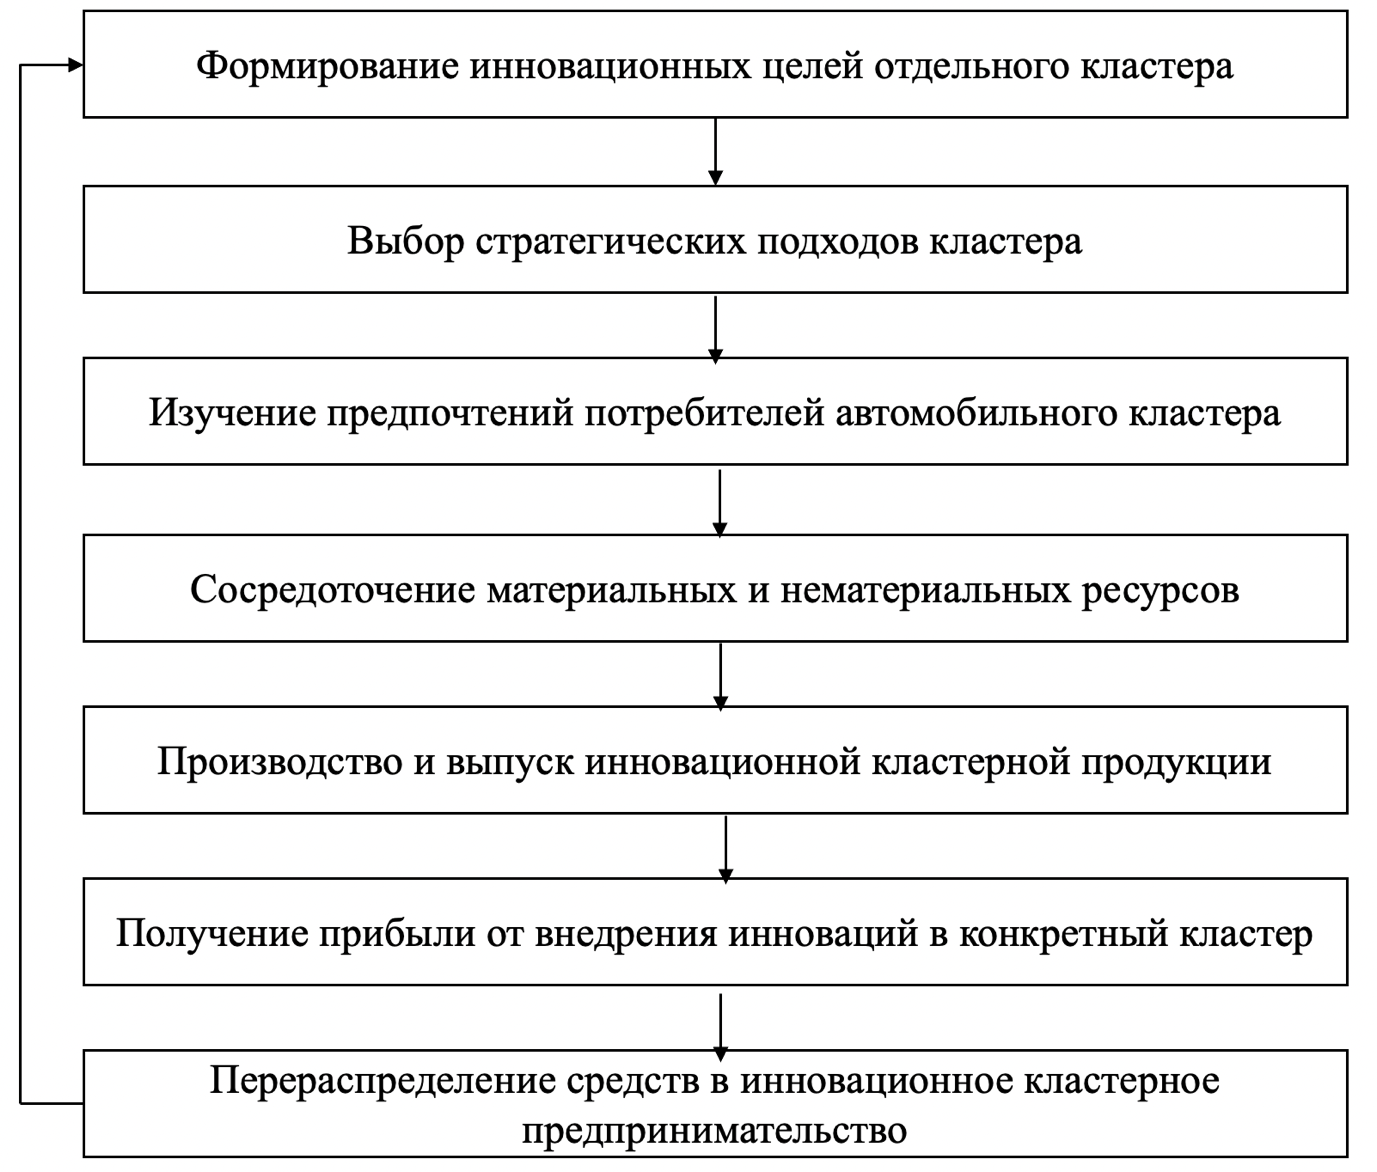 Формирование инновационных целей отдельного кластера
Выбор стратегических подходов кластера
Изучение предпочтений потребителей автомобильного кластера
Сосредоточение материальных и нематериальных ресурсов
Производство и выпуск инновационной кластерной продукции
Получение прибыли от внедрения инноваций в конкретный кластер
Перераспределение средств в инновационное кластерное
предпринимательство